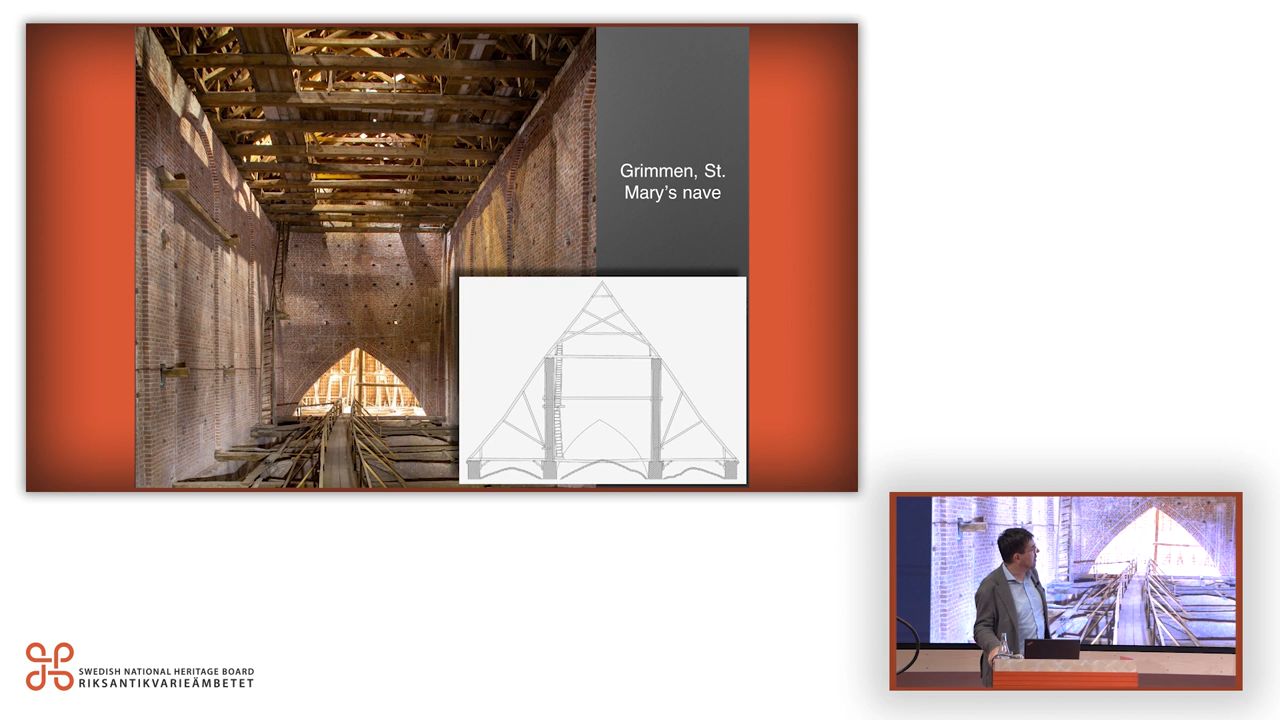 Grimmen, St.
Mary’s nave
SWEDISH NATIONAL HERITAGE BOARD
RIKSANTIKVARIEÄMBETET